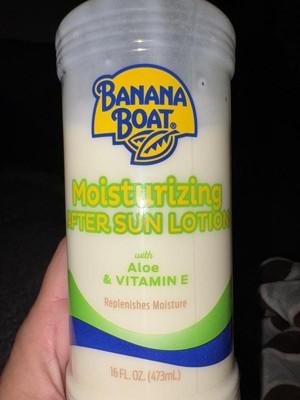 BANANA
BOAT®
Moisturizing
AFTER SUN LOTION
with
Aloe
& VITAMIN E
Replenishes Moisture
16 FL. OZ. (473mL)